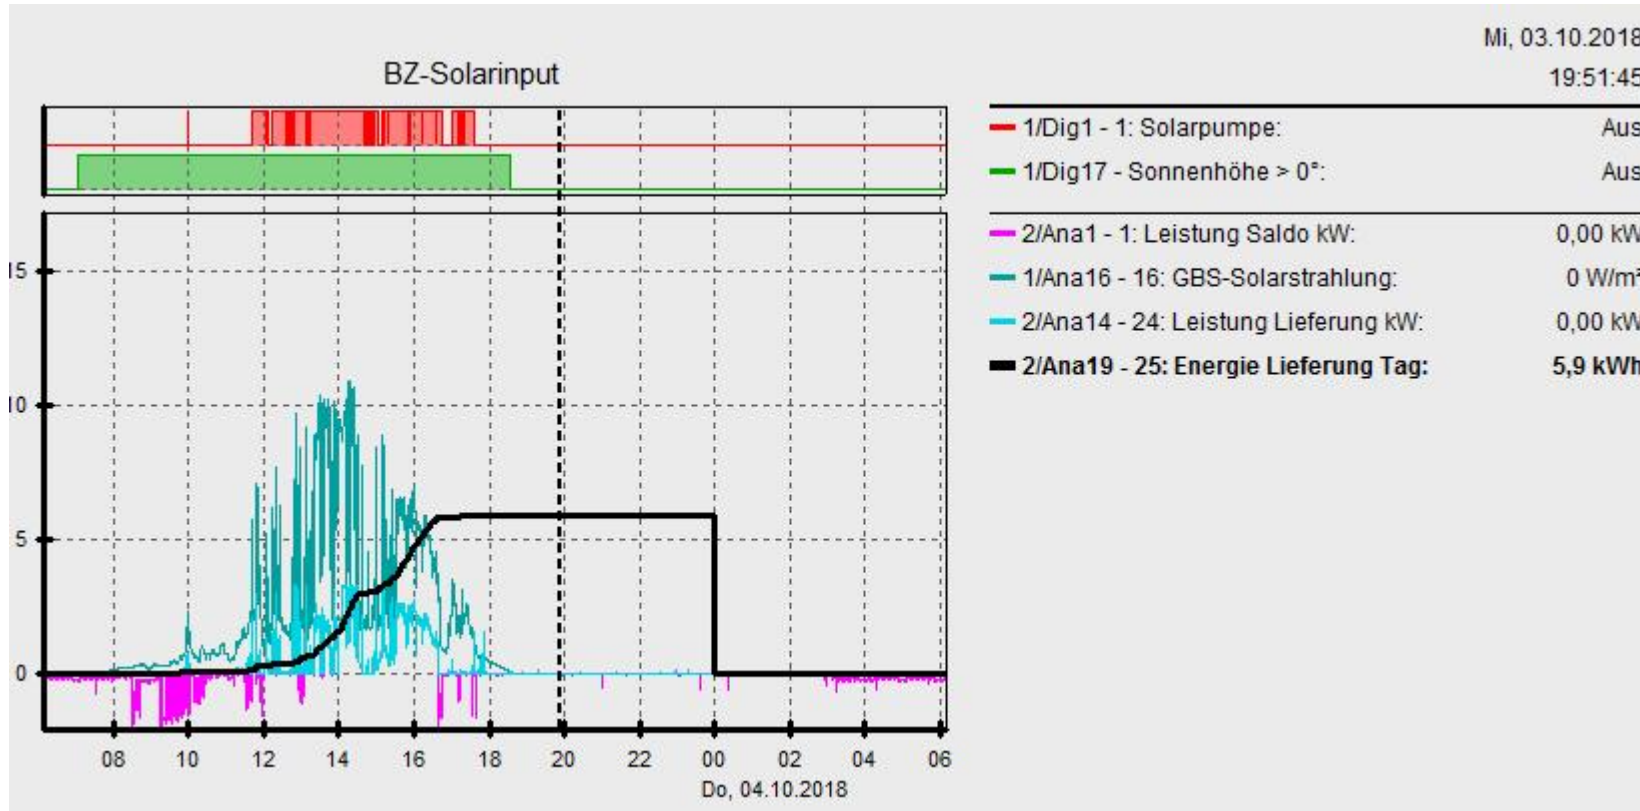 Mi, 03.10.2018
BZ-Solarinput
19:51:45
1/Dig1 - 1: Solarpumpe: Aus
1/Dig17 - Sonnenhöhe > 0°: Aus
2/Ana1 - 1: Leistung Saldo kW: 0,00 kW
1/Ana16 - 16: GBS-Solarstrahlung: 0 W/m²
2/Ana14 - 24: Leistung Lieferung kW: 0,00 kW
2/Ana19 - 25: Energie Lieferung Tag: 5,9 kWh
15
10
5
0
08 10 12 14 16 18 20 22 00 02 04 06
Do, 04.10.2018